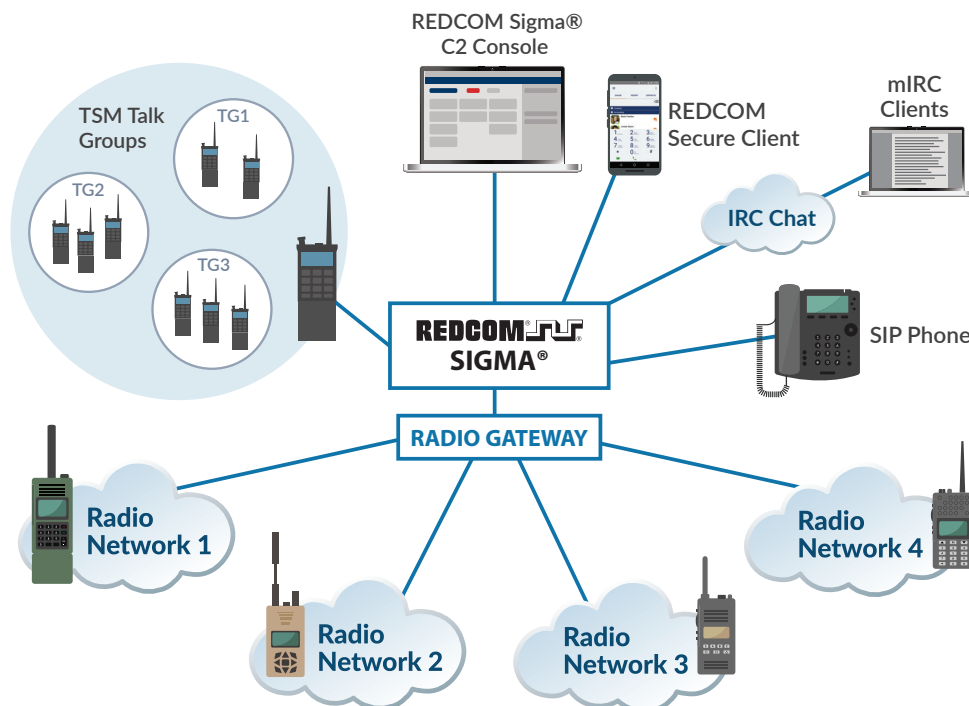 REDCOM Sigma®
C2 Console
TSM Talk
Groups
TG1
TG2
TG3
REDCOM
Secure Client
mIRC
Clients
IRC Chat
REDCOM®
SIGMA®
SIP Phone
RADIO GATEWAY
Radio
Network 1
Radio
Network 2
Radio
Network 3
Radio
Network 4